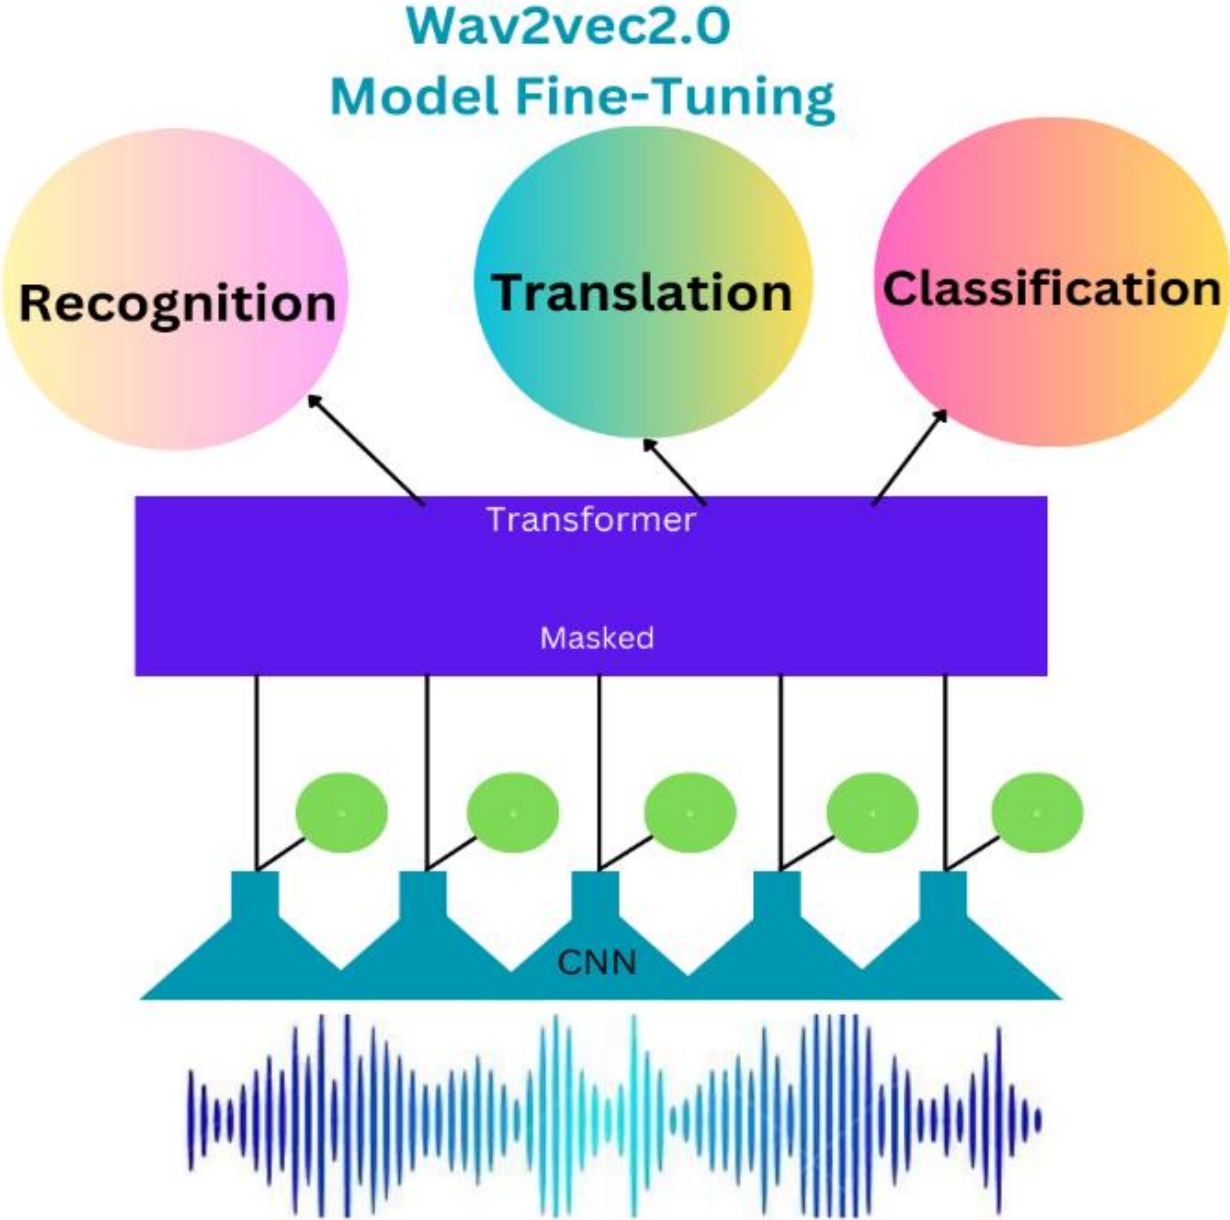 Wav2vec2.0
Model Fine-Tuning
Recognition
Translation
Classification
Transformer
Masked
CNN